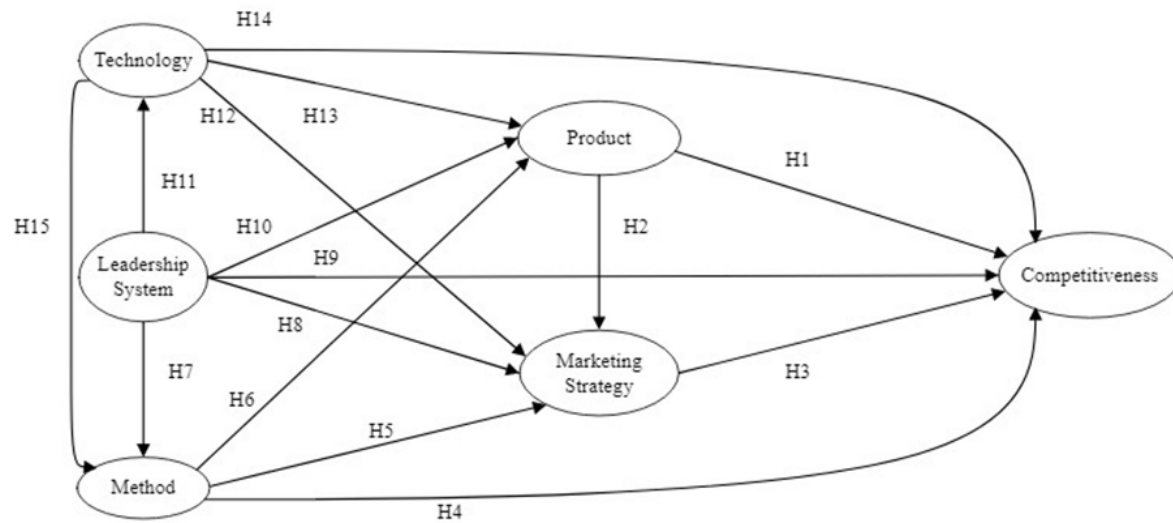 H14
Technology
H12
H13
Product
H1
H11
H15
H10
H2
H9
Leadership
System
Competitiveness
H8
Marketing
Strategy
H7
H3
H6
H5
Method
H4